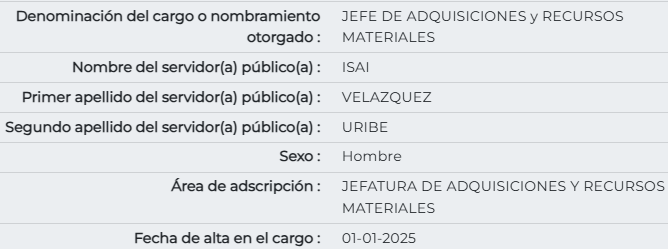 Denominación del cargo o nombramiento JEFE DE ADQUISICIONES y RECURSOS
otorgado : MATERIALES
Nombre del servidor(a) público(a) : ISAI
Primer apellido del servidor(a) público(a) : VELAZQUEZ
Segundo apellido del servidor(a) público(a) : URIBE
Sexo : Hombre
Área de adscripción : JEFATURA DE ADQUISICIONES Y RECURSOS
MATERIALES
Fecha de alta en el cargo : 01-01-2025